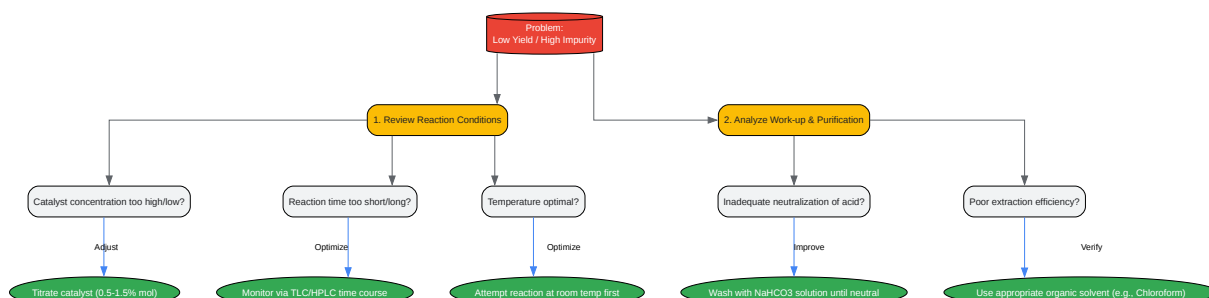 Problem:
Low Yield / High Impurity
1. Review Reaction Conditions
2. Analyze Work-up & Purification
Catalyst concentration too high/low?
Reaction time too short/long?
Temperature optimal?
Inadequate neutralization of acid?
Poor extraction efficiency?
Adjust
Optimize
Optimize
Improve
Verify
Titrate catalyst (0.5-1.5% mol)
Monitor via TLC/HPLC time course
Attempt reaction at room temp first
Wash with NaHCO3 solution until neutral
Use appropriate organic solvent (e.g., Chloroform)